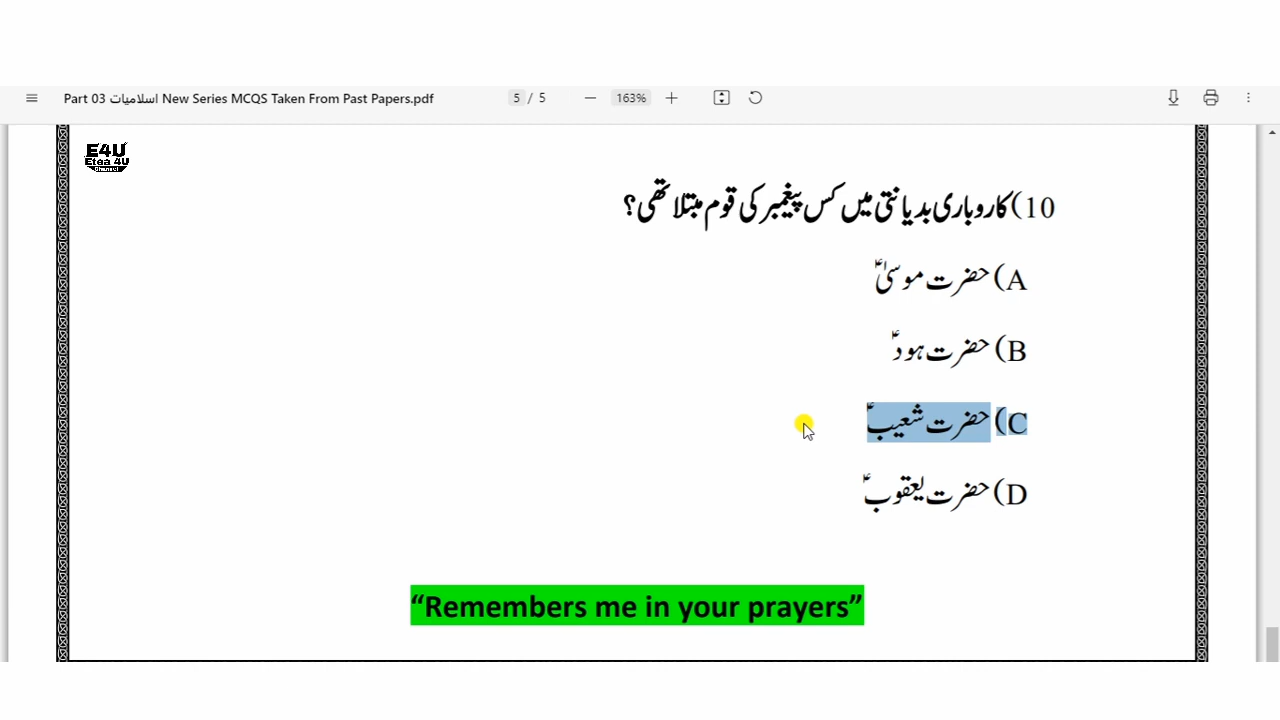 Part 03 اسلامیات New Series MCQS Taken From Past Papers.pdf
5 / 5
163%
E4U
Etea 4U
Channel
10) کاروباری بدیانتی میں کس پیغمبر کی قوم مبتلا تھی؟
A) حضرت موسیٰؑ
B) حضرت ہودؑ
C) حضرت شعیبؑ
D) حضرت یعقوبؑ
“Remembers me in your prayers”